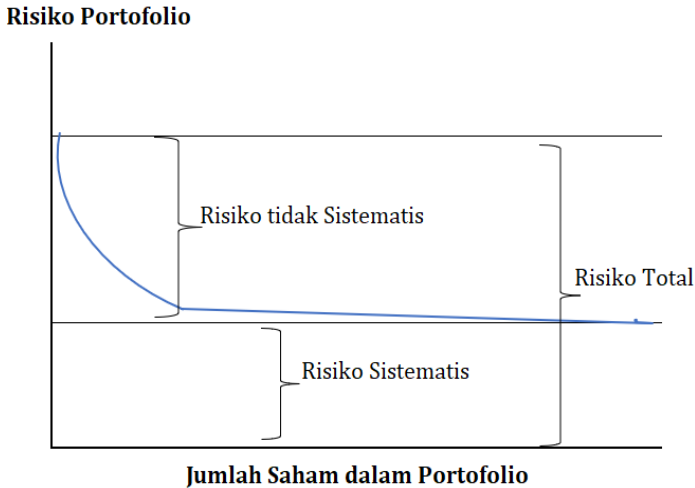 Risiko Portofolio
Risiko tidak Sistematis
Risiko Total
Risiko Sistematis
Jumlah Saham dalam Portofolio